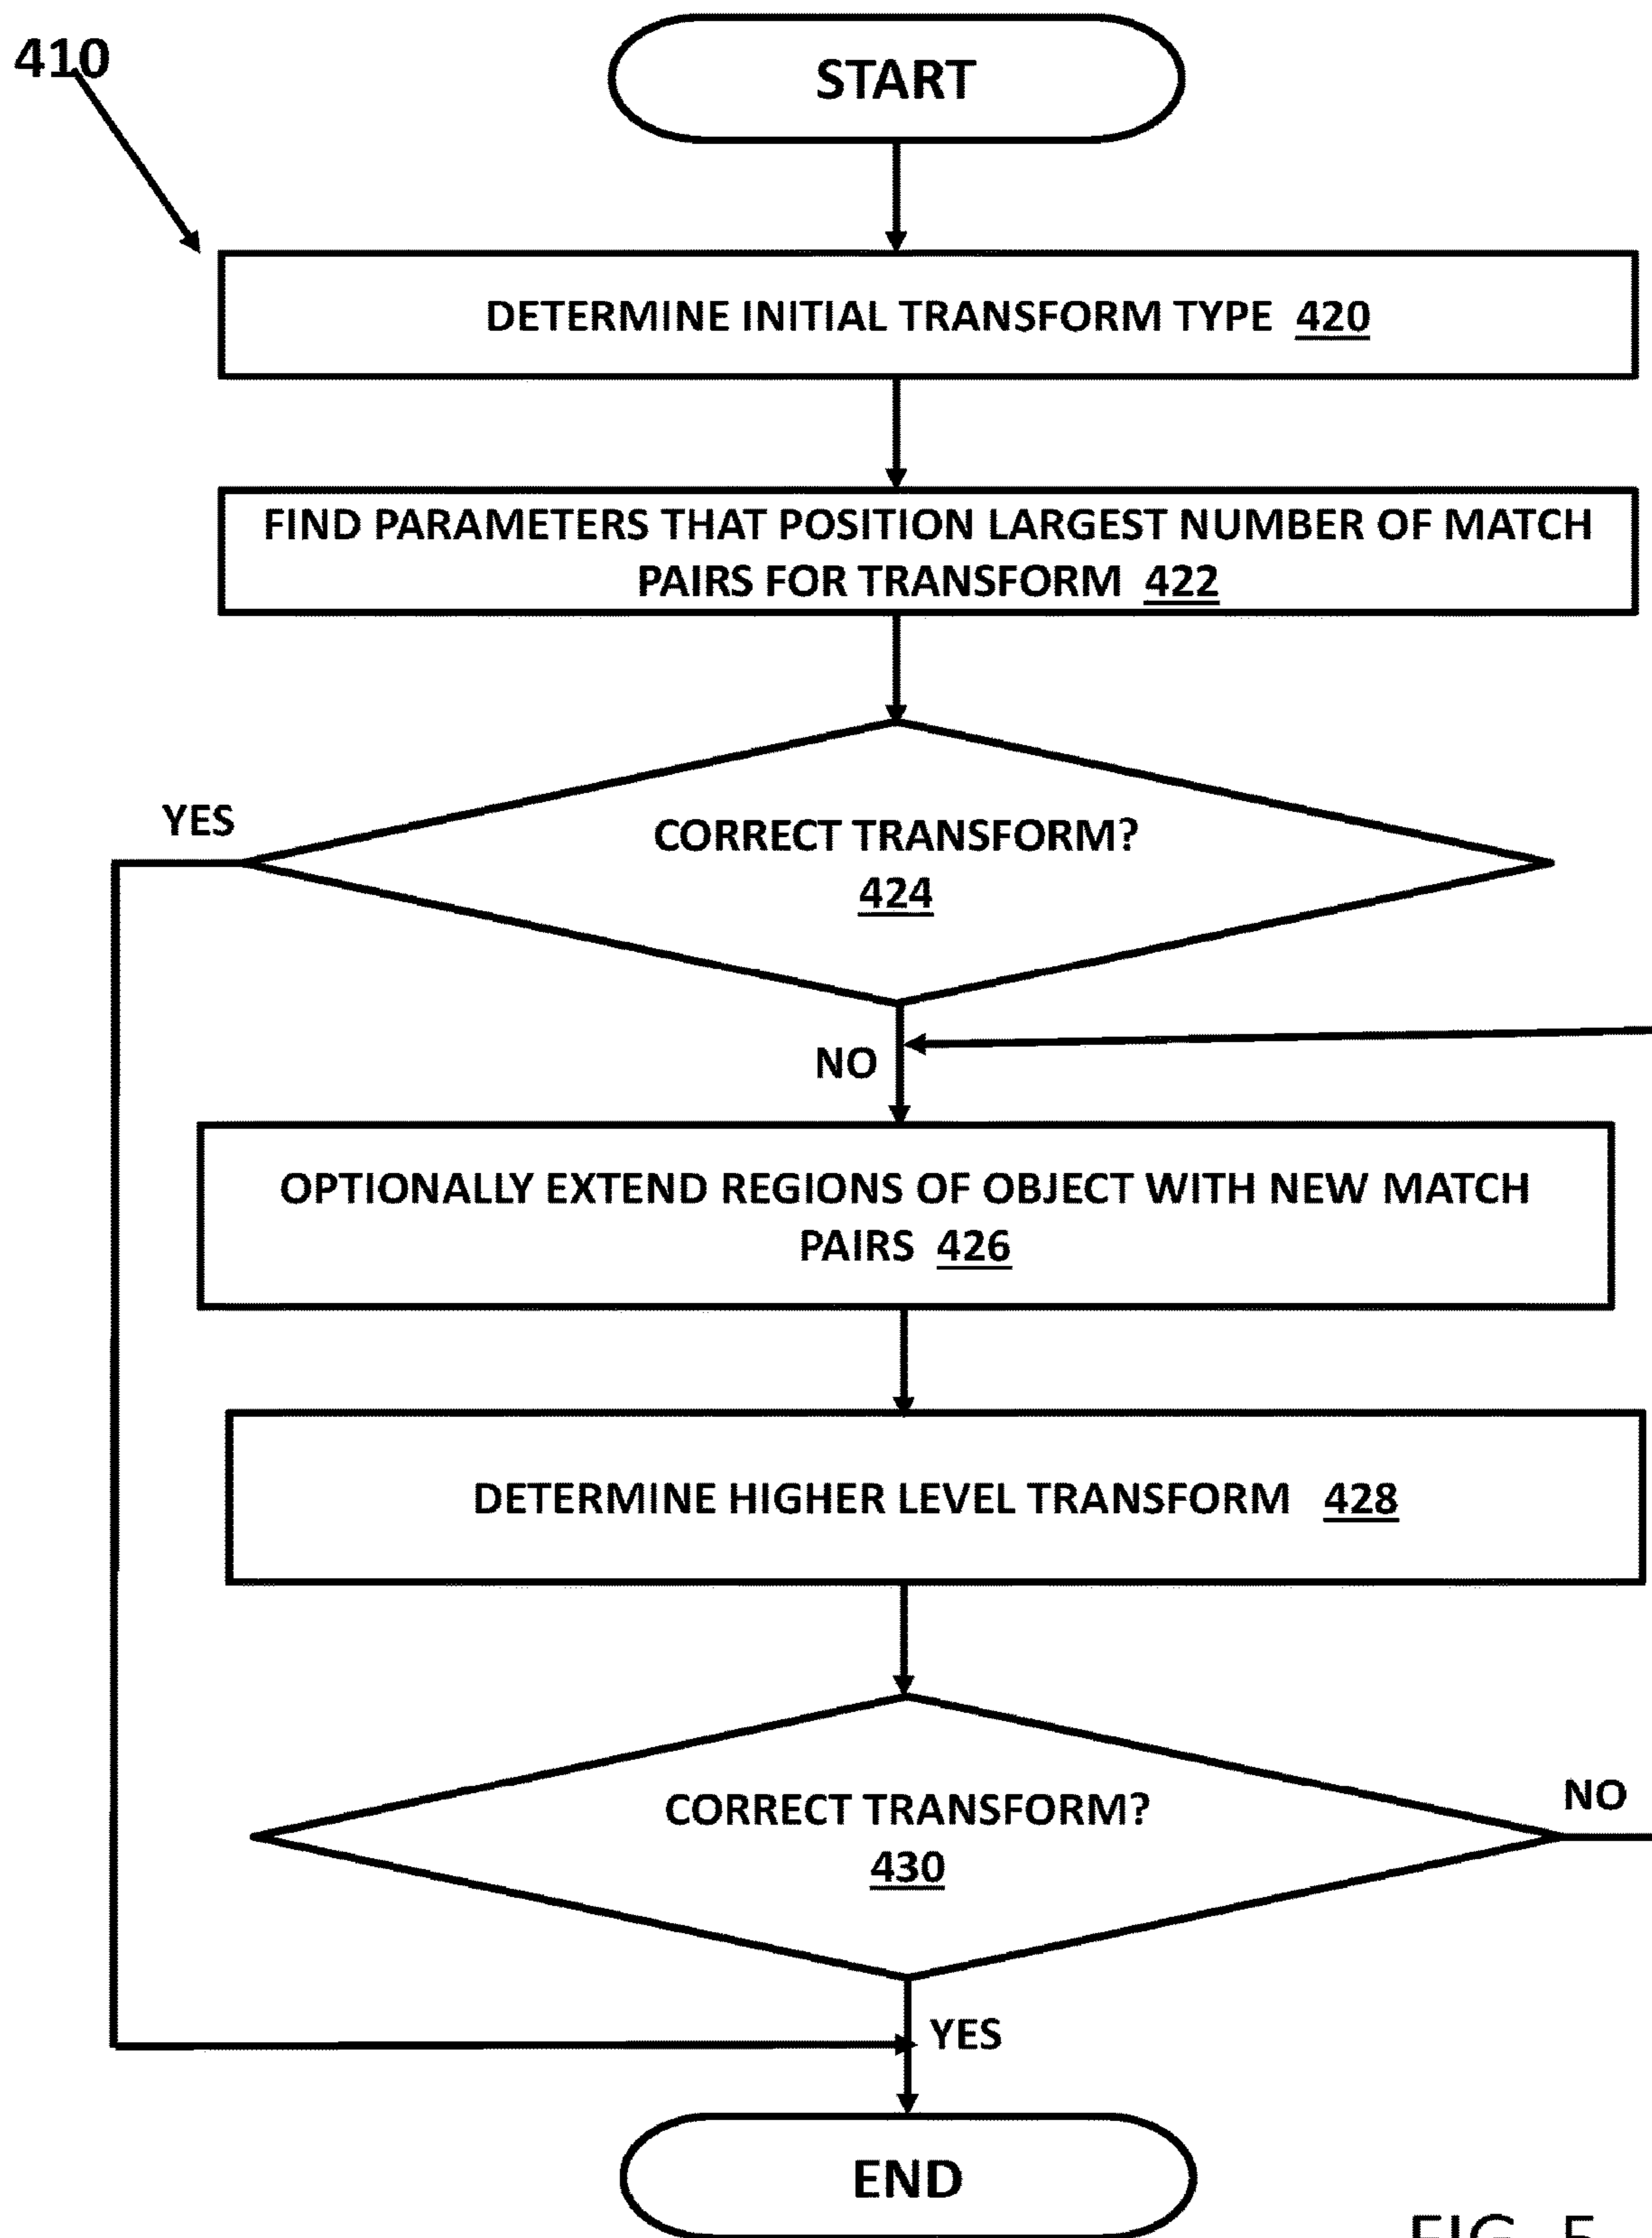 410
START
DETERMINE INITIAL TRANSFORM TYPE 420
FIND PARAMETERS THAT POSITION LARGEST NUMBER OF MATCH
PAIRS FOR TRANSFORM 422
YES
CORRECT TRANSFORM?
424
NO
OPTIONALLY EXTEND REGIONS OF OBJECT WITH NEW MATCH
PAIRS 426
DETERMINE HIGHER LEVEL TRANSFORM 428
CORRECT TRANSFORM?
430
NO
YES
END
FIG. 5